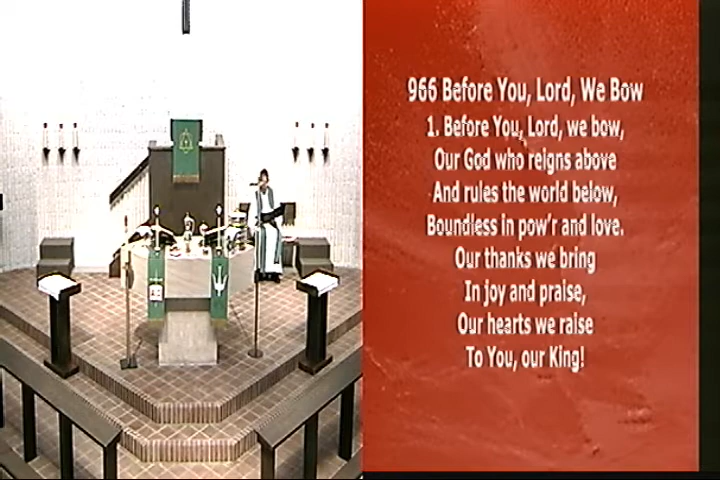 966 Before You, Lord, We Bow
1. Before You, Lord, we bow,
Our God who reigns above
And rules the world below,
Boundless in pow'r and love.
Our thanks we bring
In joy and praise,
Our hearts we raise
To You, our King!